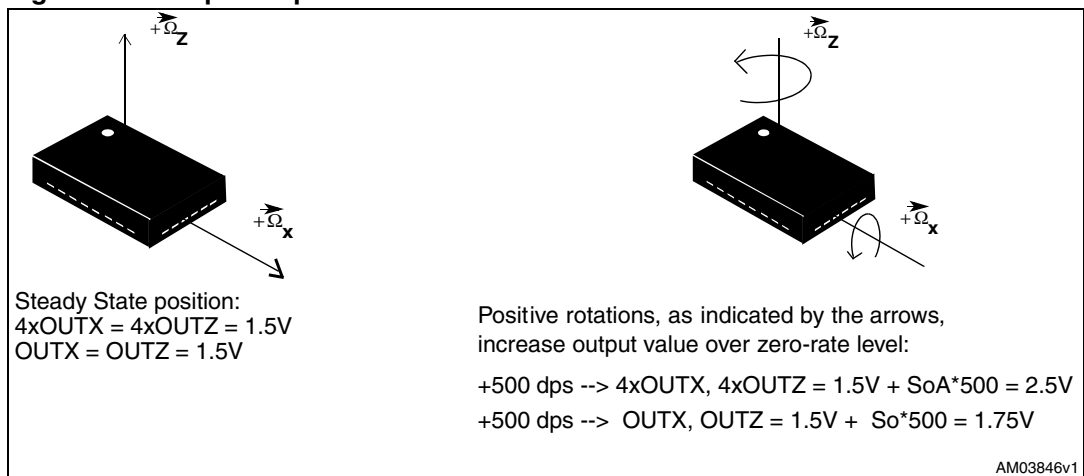 +Ω Z
+Ω x
Steady State position:
4xOUTX = 4xOUTZ = 1.5V
OUTX = OUTZ = 1.5V
+Ω Z
+Ω x
Positive rotations, as indicated by the arrows,
increase output value over zero-rate level:
+500 dps --> 4xOUTX, 4xOUTZ = 1.5V + SoA*500 = 2.5V
+500 dps --> OUTX, OUTZ = 1.5V + So*500 = 1.75V
AM03846v1